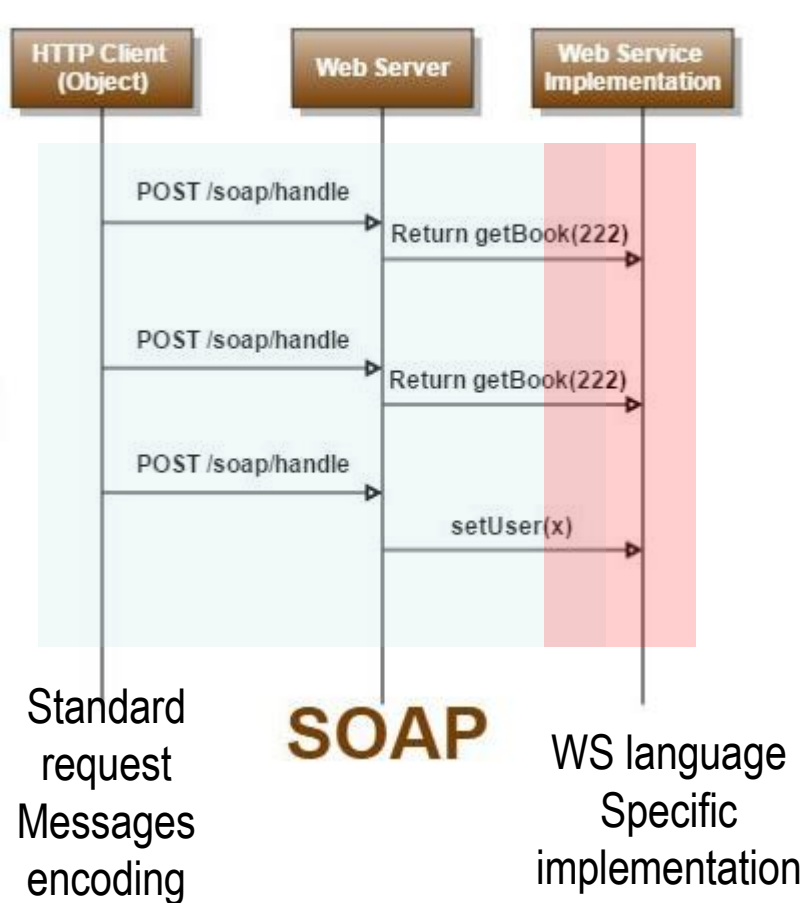 HTTP Client
(Object)
Web Server
Web Service
Implementation
POST /soap/handle
Return getBook(222)
POST /soap/handle
Return getBook(222)
POST /soap/handle
setUser(x)
Standard
request
Messages
encoding
SOAP
WS language
Specific
implementation